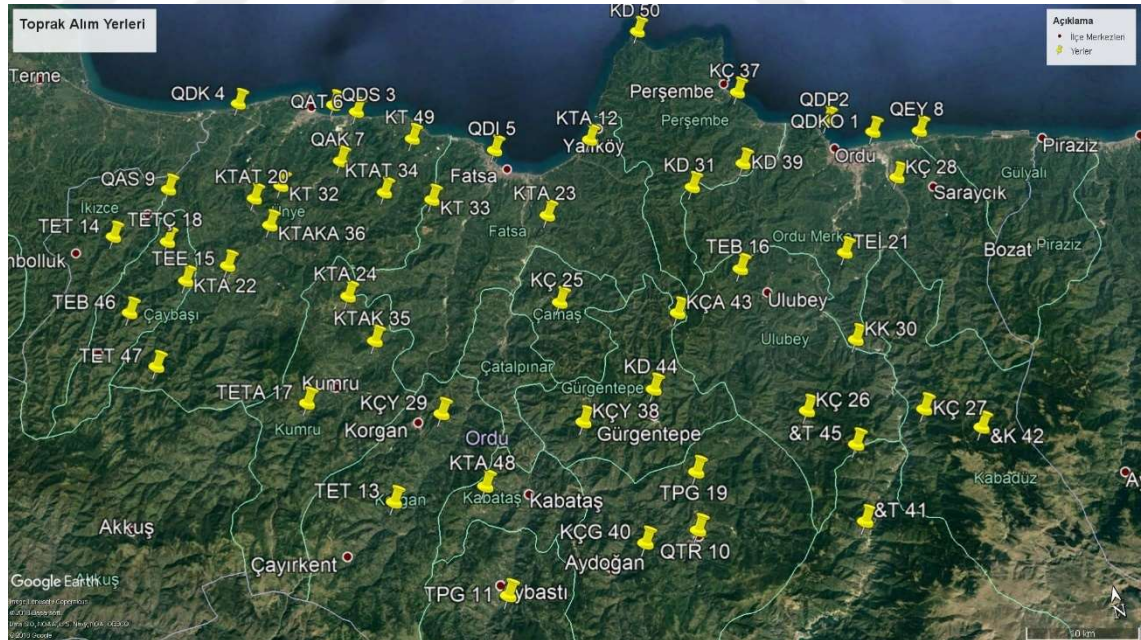 Toprak Alım Yerleri
Açıklama
İlçe Merkezleri
Yerler
KD 50
Terme
QDK 4
QAT 6
QDS 3
KÇ 37
Perşembe
Perşembe
KT 49
KTA 12
Yalıköy
QDP2
QDKO 1
QEY 8
QAK 7
QDI 5
Ordu
Piraziz
Fatsa
KD 31
KD 39
KÇ 28
Saraycık
Gülyalı
QAS 9
KTAT 20
KT 32
KTAT 34
KT 33
KTA 23
İkizce
Ünye
TET 14
TETÇ 18
KTAKA 36
Fatsa
Ordu Merkez
TEİ 21
Bozat
Piraziz
TEE 15
KTA 22
KTA 24
KÇ 25
TEB 16
Ulubey
TEB 46
Çaybaşı
KTAK 35
Çamaş
KÇA 43
Ulubey
KK 30
TET 47
Çatalpınar
KD 44
Gürgentepe
TETA 17
Kumru
Kumru
KÇY 29
Korgan
KÇY 38
Gürgentepe
KÇ 26
KÇ 27
&T 45
&K 42
Ordu
KTA 48
Kabataş
Kabataş
TPG 19
Kabadüz
TET 13
Korgan
&T 41
Akkuş
KÇG 40
Aydoğan
QTR 10
Çayırkent
Akkuş
TPG 11
Aybastı
Google Earth
10 km